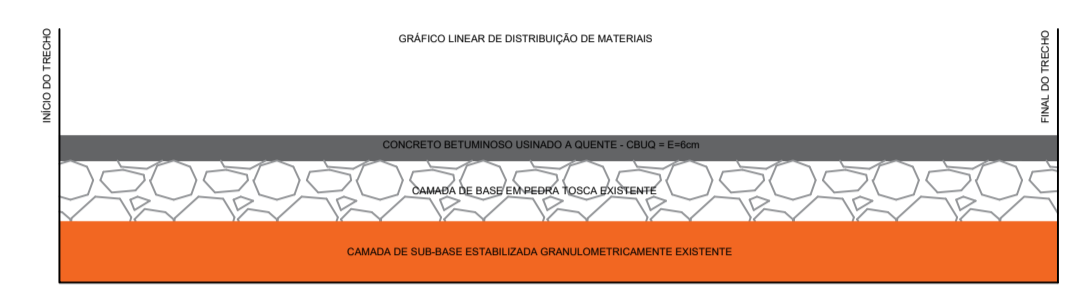 GRÁFICO LINEAR DE DISTRIBUIÇÃO DE MATERIAIS
INÍCIO DO TRECHO
FINAL DO TRECHO
CONCRETO BETUMINOSO USINADO A QUENTE - CBUQ = E=6cm
CAMADA DE BASE EM PEDRA TOSCA EXISTENTE
CAMADA DE SUB-BASE ESTABILIZADA GRANULOMETRICAMENTE EXISTENTE